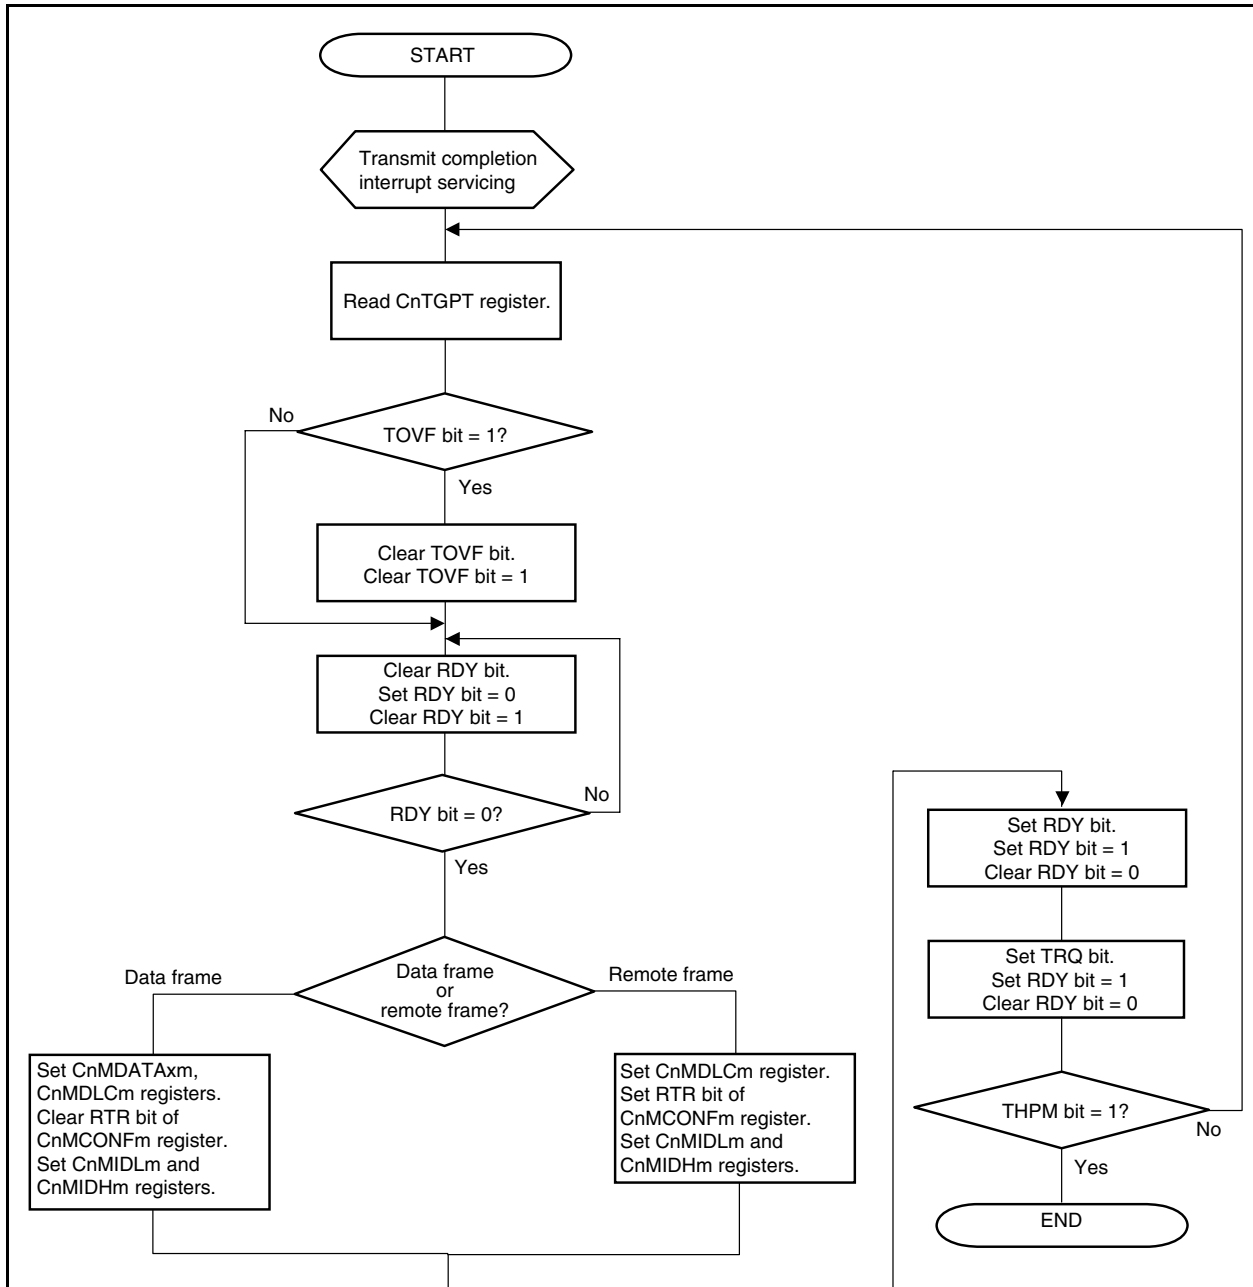 START
Transmit completion
interrupt servicing
Read CnTGPT register.
No
TOVF bit = 1?
Yes
Clear TOVF bit.
Clear TOVF bit = 1
Clear RDY bit.
Set RDY bit = 0
Clear RDY bit = 1
RDY bit = 0?
No
Yes
Data frame
Data frame
or
remote frame?
Remote frame
Set CnMDATAxm,
CnMDLCm registers.
Clear RTR bit of
CnMCONFm register.
Set CnMIDLm and
CnMIDHm registers.
Set CnMDLCm register.
Set RTR bit of
CnMCONFm register.
Set CnMIDLm and
CnMIDHm registers.
Set RDY bit.
Set RDY bit = 1
Clear RDY bit = 0
Set TRQ bit.
Set RDY bit = 1
Clear RDY bit = 0
THPM bit = 1?
No
Yes
END